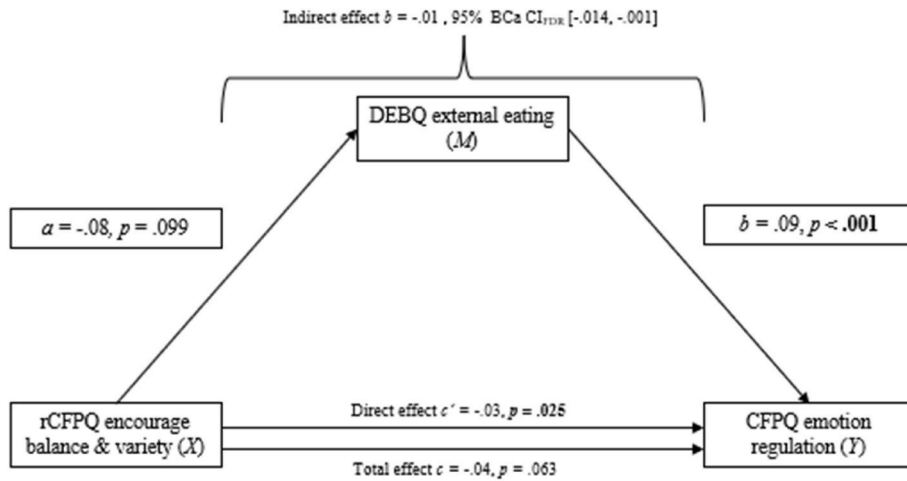 Indirect effect b = -.01 , 95% BCa CIFDR [-.014, -.001]
DEBQ external eating
(M)
a = -.08, p = .099
b = .09, p < .001
rCFPQ encourage
balance & variety (X)
Direct effect c´ = -.03, p = .025
Total effect c = -.04, p = .063
CFPQ emotion
regulation (Y)